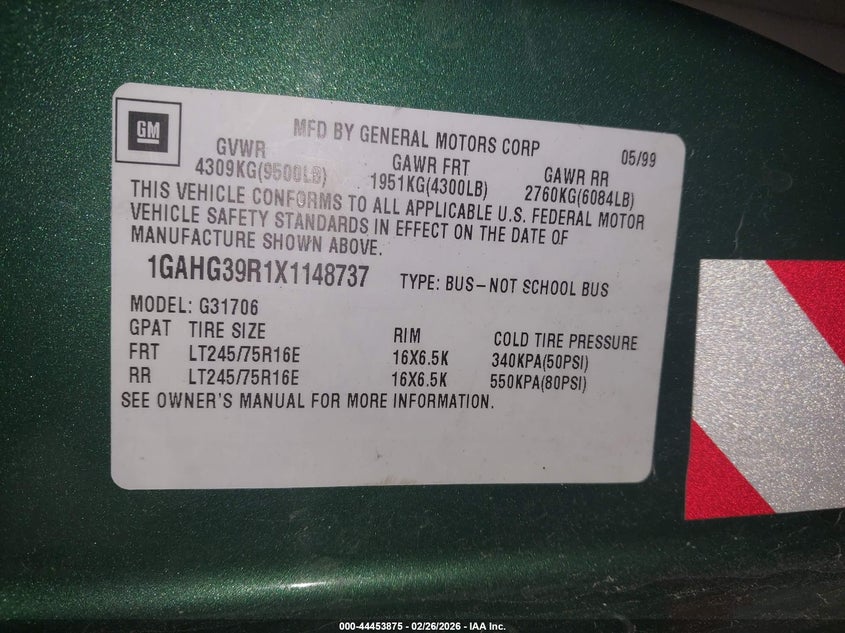 GM
MFD BY GENERAL MOTORS CORP 05/99
GVWR GAWR FRT GAWR RR
4309KG(9500LB) 1951KG(4300LB) 2760KG(6084LB)
THIS VEHICLE CONFORMS TO ALL APPLICABLE U.S. FEDERAL MOTOR
VEHICLE SAFETY STANDARDS IN EFFECT ON THE DATE OF
MANUFACTURE SHOWN ABOVE.
1GAHG39R1X1148737 TYPE: BUS-NOT SCHOOL BUS
MODEL: G31706
GPAT TIRE SIZE RIM COLD TIRE PRESSURE
FRT LT245/75R16E 16X6.5K 340KPA(50PSI)
RR LT245/75R16E 16X6.5K 550KPA(80PSI)
SEE OWNER'S MANUAL FOR MORE INFORMATION.
000-44453875 - 02/26/2026 - IAA Inc.